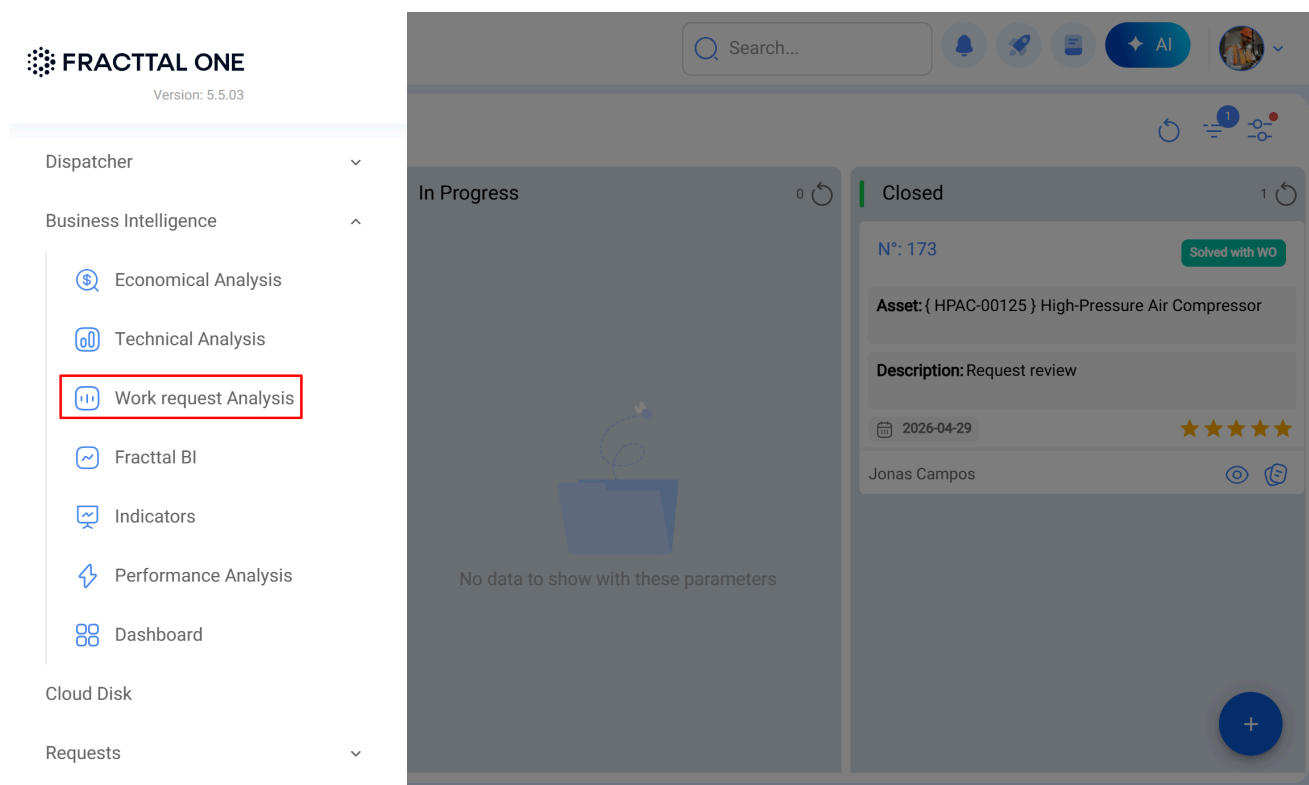 FRACTTAL ONE
Version: 5.5.03
Dispatcher
Business Intelligence
Economical Analysis
Technical Analysis
Work request Analysis
Fracttal BI
Indicators
Performance Analysis
Dashboard
Cloud Disk
Requests
Search...
AI
1
In Progress
0
No data to show with these parameters
Closed
1
N°: 173
Solved with WO
Asset: { HPAC-00125 } High-Pressure Air Compressor
Description: Request review
2026-04-29
Jonas Campos